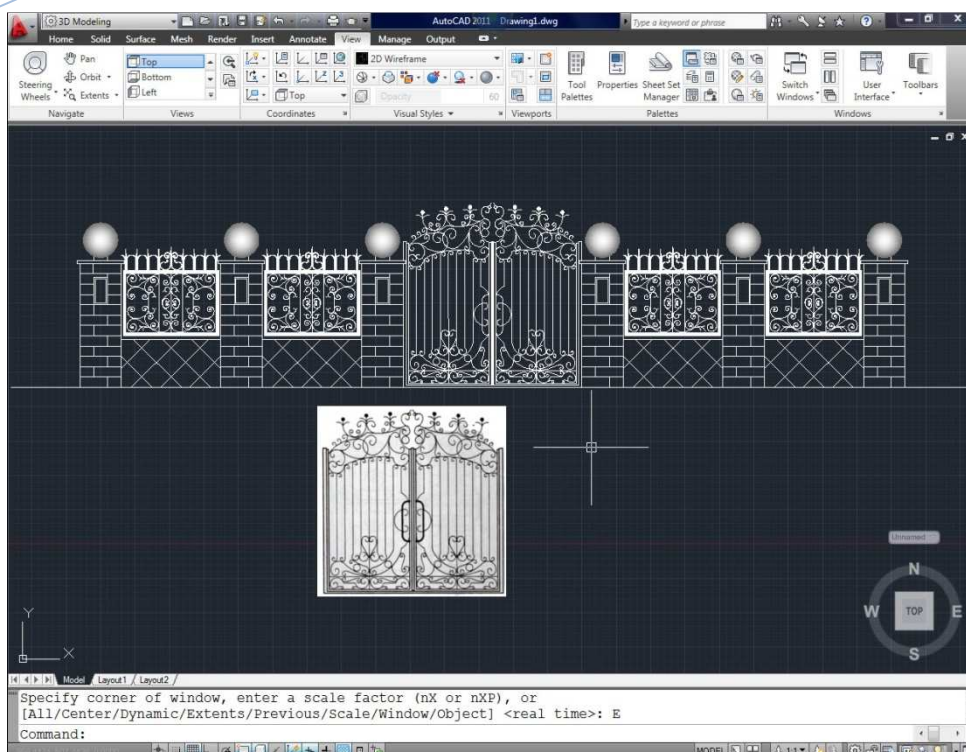 3D Modeling
AutoCAD 2011 Drawing1.dwg
Type a keyword or phrase
Home Solid Surface Mesh Render Insert Annotate View Manage Output
Steering Wheels
Pan
Orbit
Extents
Navigate
Top
Bottom
Left
Views
Top
Coordinates
2D Wireframe
Opacity 60
Visual Styles
Viewports
Tool Palettes
Properties
Sheet Set Manager
Palettes
Switch Windows
User Interface
Toolbars
Windows
Unnamed
N
W TOP E
S
Y
X
Model Layout1 Layout2
Specify corner of window, enter a scale factor (nX or nXP), or
[All/Center/Dynamic/Extents/Previous/Scale/Window/Object] <real time>: E
Command:
MODEL 1:1